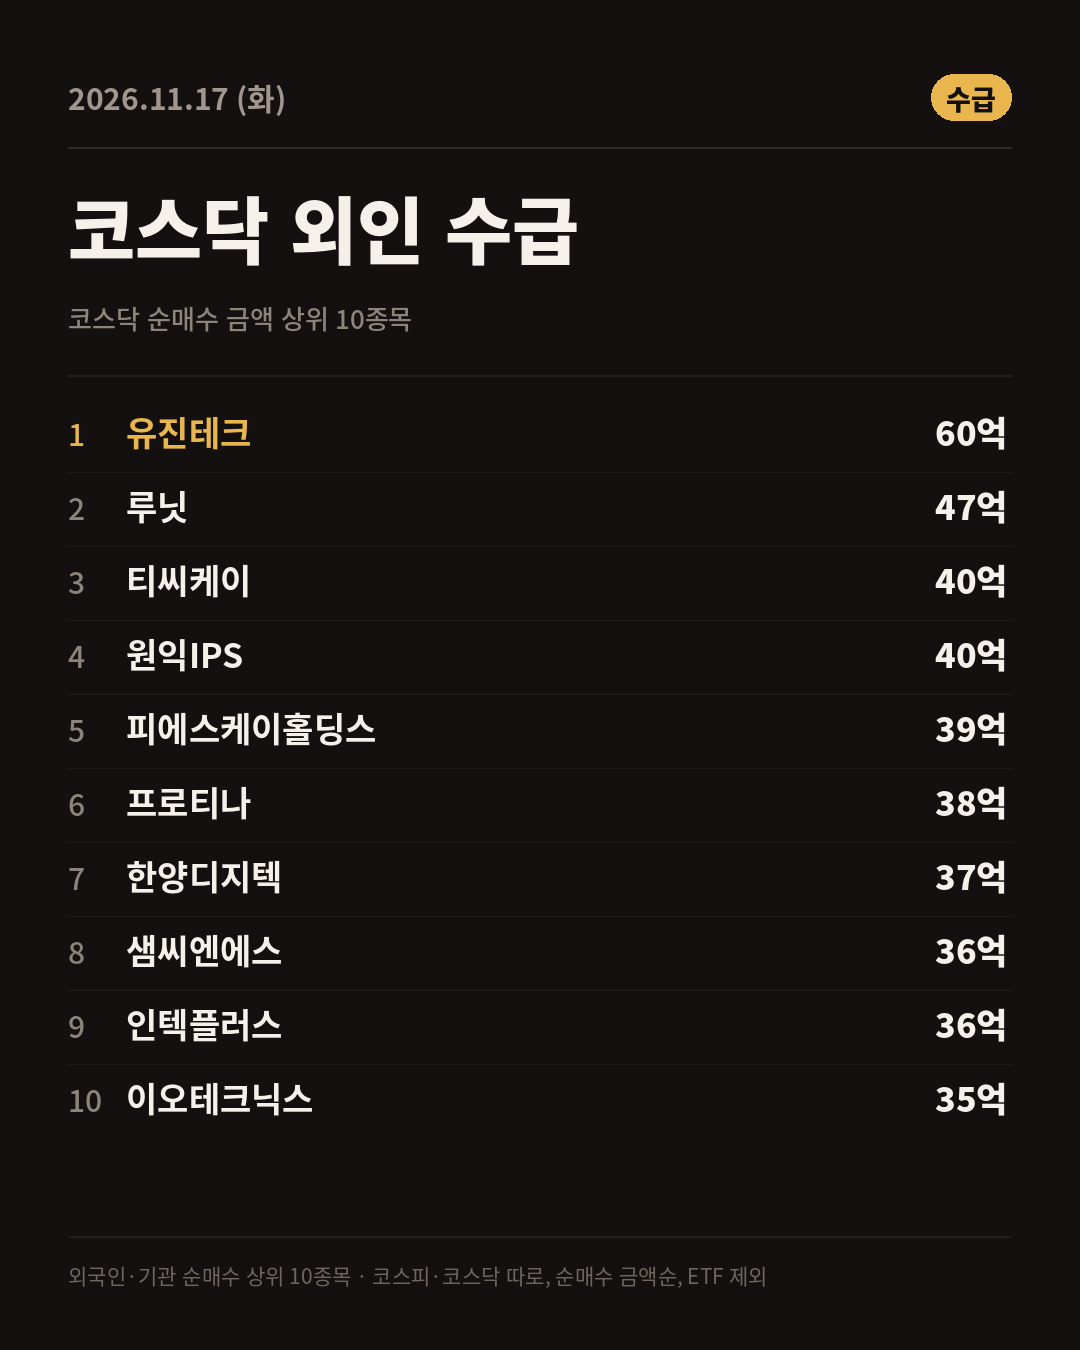 2026.11.17 (화)
수급
코스닥 외인 수급
코스닥 순매수 금액 상위 10종목
1 유진테크 60억
2 루닛 47억
3 티씨케이 40억
4 원익IPS 40억
5 피에스케이홀딩스 39억
6 프로티나 38억
7 한양디지텍 37억
8 샘씨엔에스 36억
9 인텍플러스 36억
10 이오테크닉스 35억
외국인·기관 순매수 상위 10종목 · 코스피·코스닥 따로, 순매수 금액순, ETF 제외